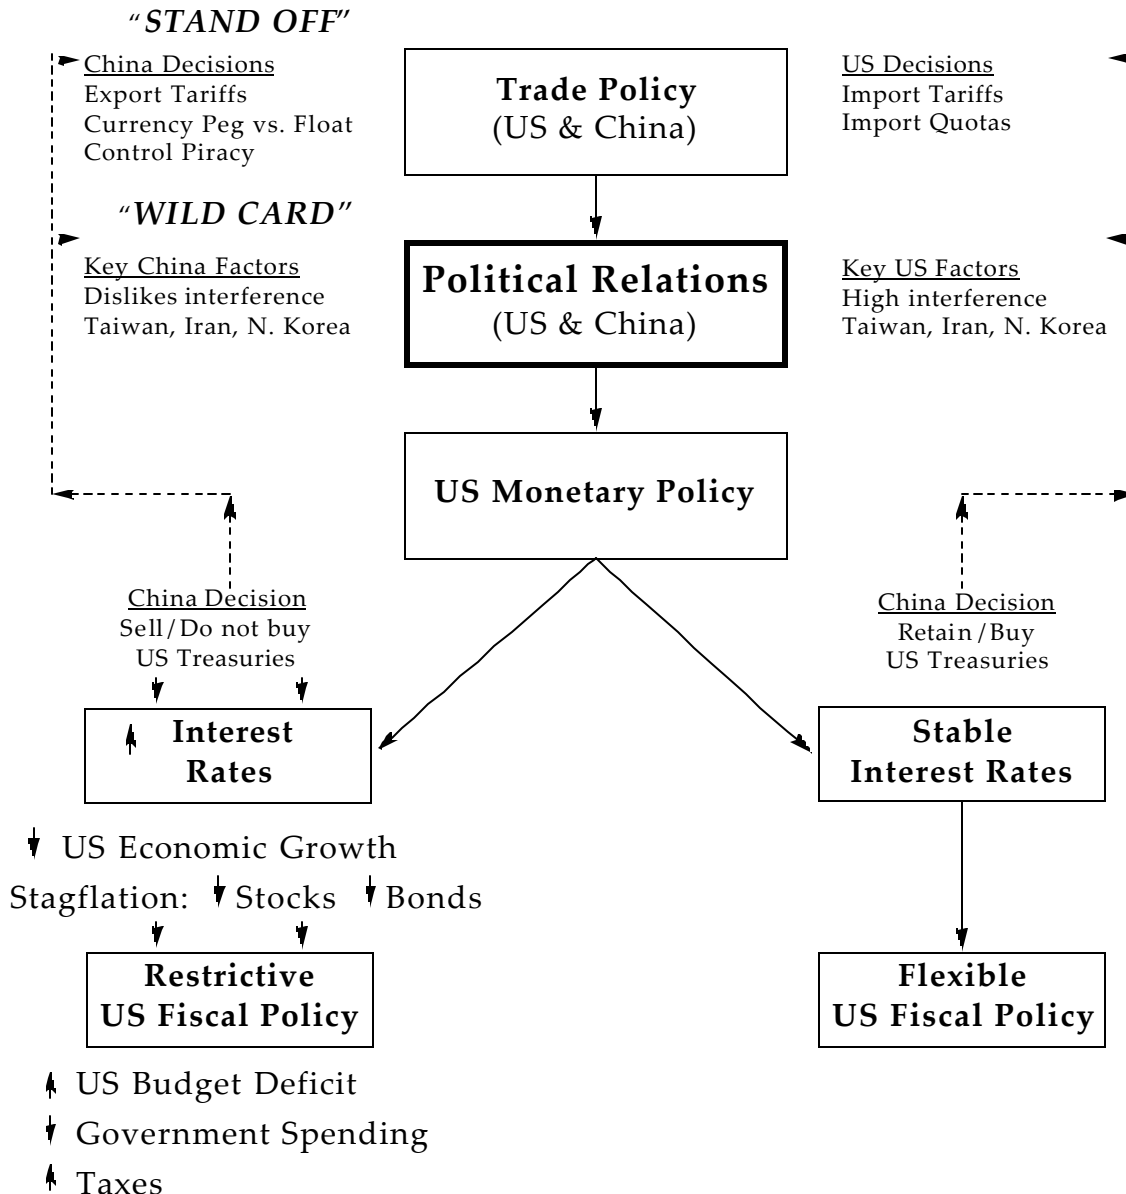 “STAND OFF”
China Decisions
Export Tariffs
Currency Peg vs. Float
Control Piracy
Trade Policy
(US & China)
US Decisions
Import Tariffs
Import Quotas
“WILD CARD”
Key China Factors
Dislikes interference
Taiwan, Iran, N. Korea
Political Relations
(US & China)
Key US Factors
High interference
Taiwan, Iran, N. Korea
US Monetary Policy
China Decision
Sell/Do not buy
US Treasuries
China Decision
Retain/Buy
US Treasuries
Interest
Rates
Stable
Interest Rates
US Economic Growth
Stagflation: Stocks Bonds
Restrictive
US Fiscal Policy
Flexible
US Fiscal Policy
US Budget Deficit
Government Spending
Taxes